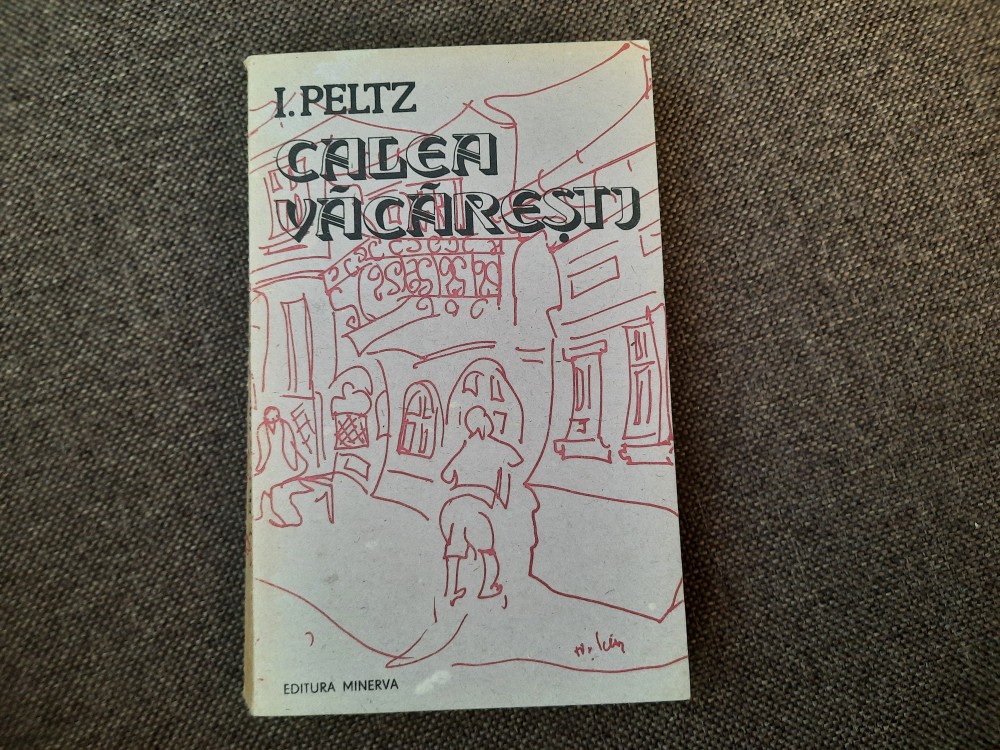 I. PELTZ
CALEA
VĂCĂREȘTI
EDITURA MINERVA